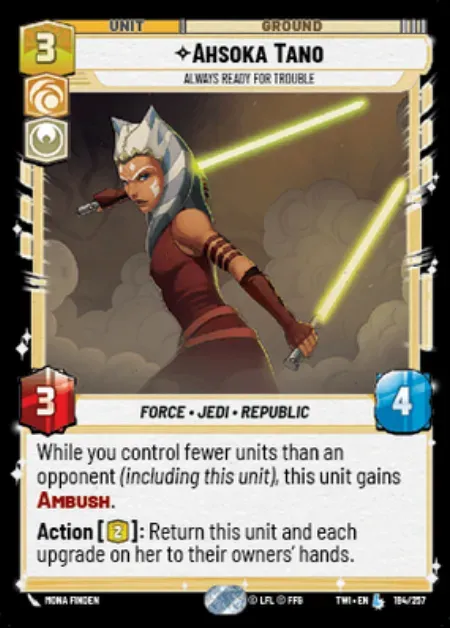 UNIT GROUND
3
AHSOKA TANO
ALWAYS READY FOR TROUBLE
3 FORCE • JEDI • REPUBLIC 4
While you control fewer units than an
opponent (including this unit), this unit gains
AMBUSH.
Action [2]: Return this unit and each
upgrade on her to their owners' hands.
MONA FINDEN © LFL © FFG TWI • EN L 194/257